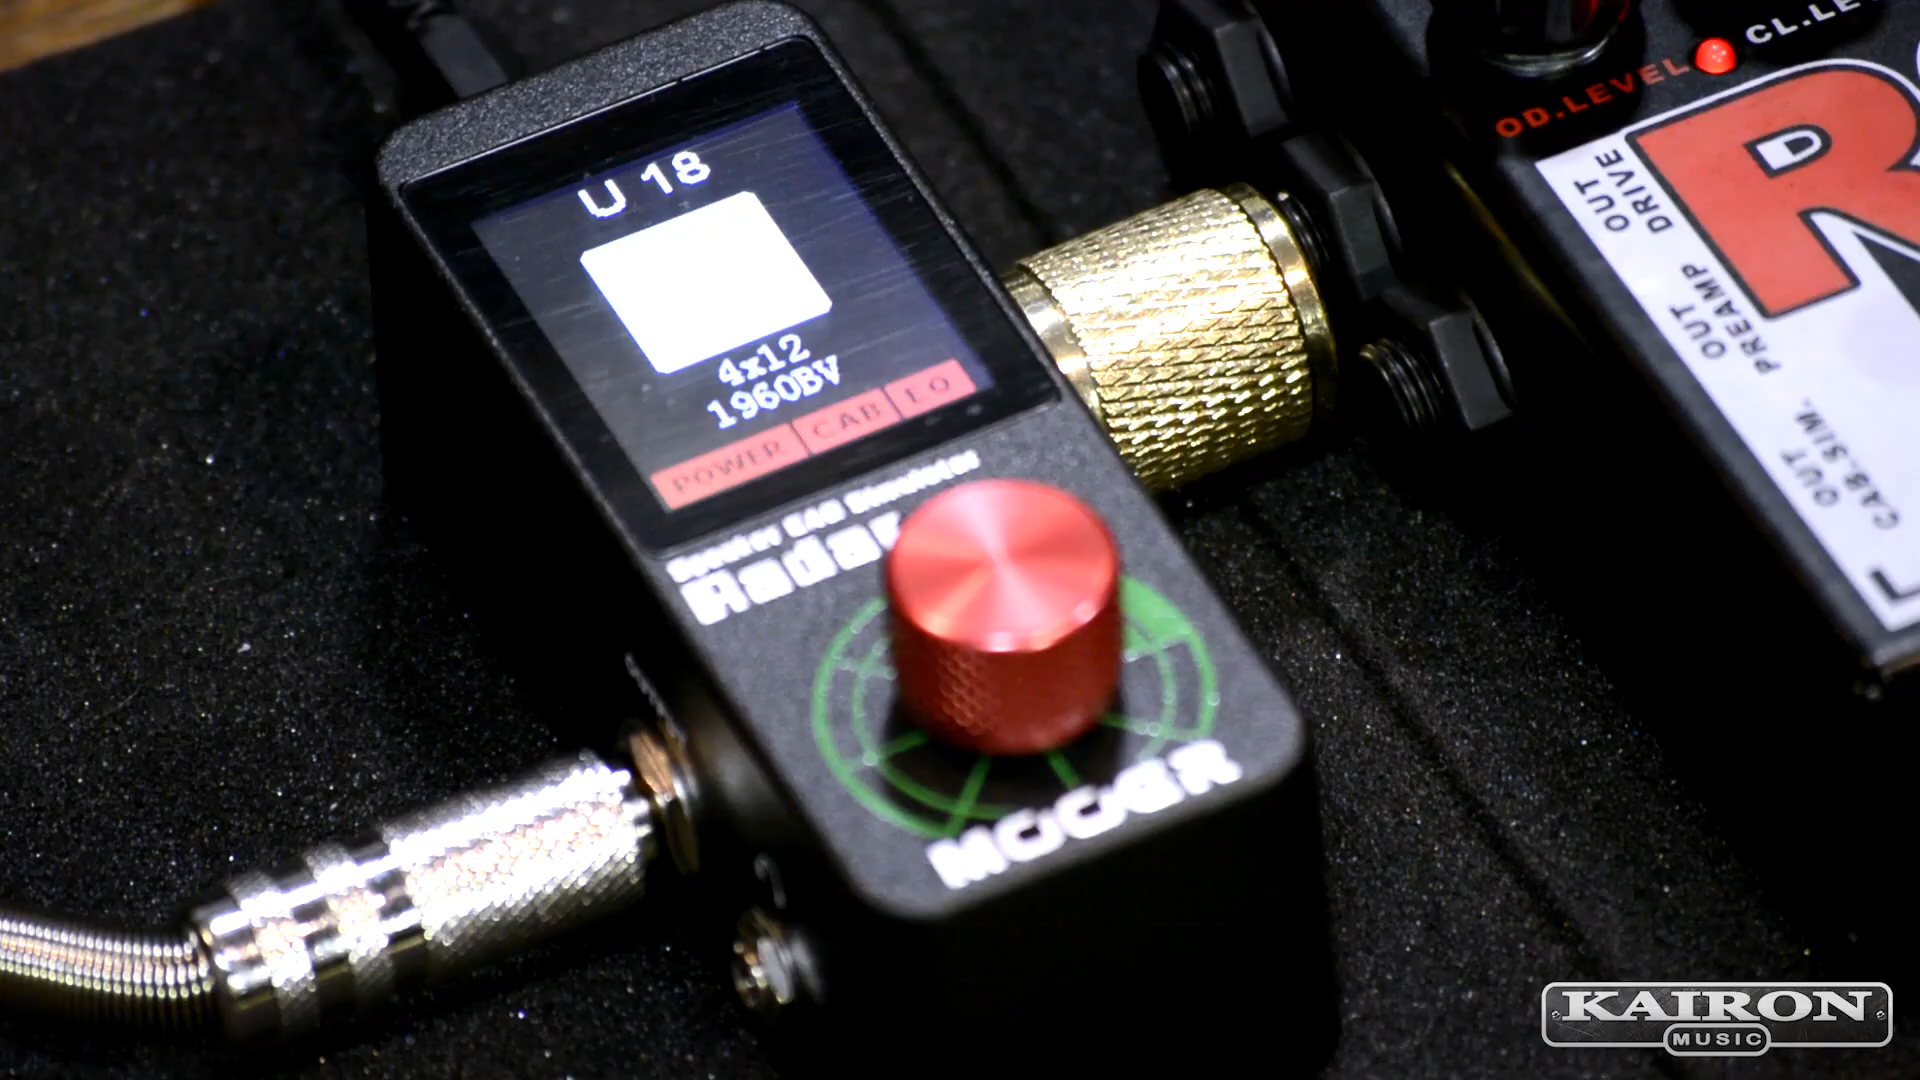 U 18
4x12
1960BV
POWER CAB EQ
Speaker CAB Simulator
Radar
MOOER
OD.LEVEL
CL.LE
OUT DRIVE
OUT PREAMP
OUT CAB.SIM.
R
KAIRON
MUSIC